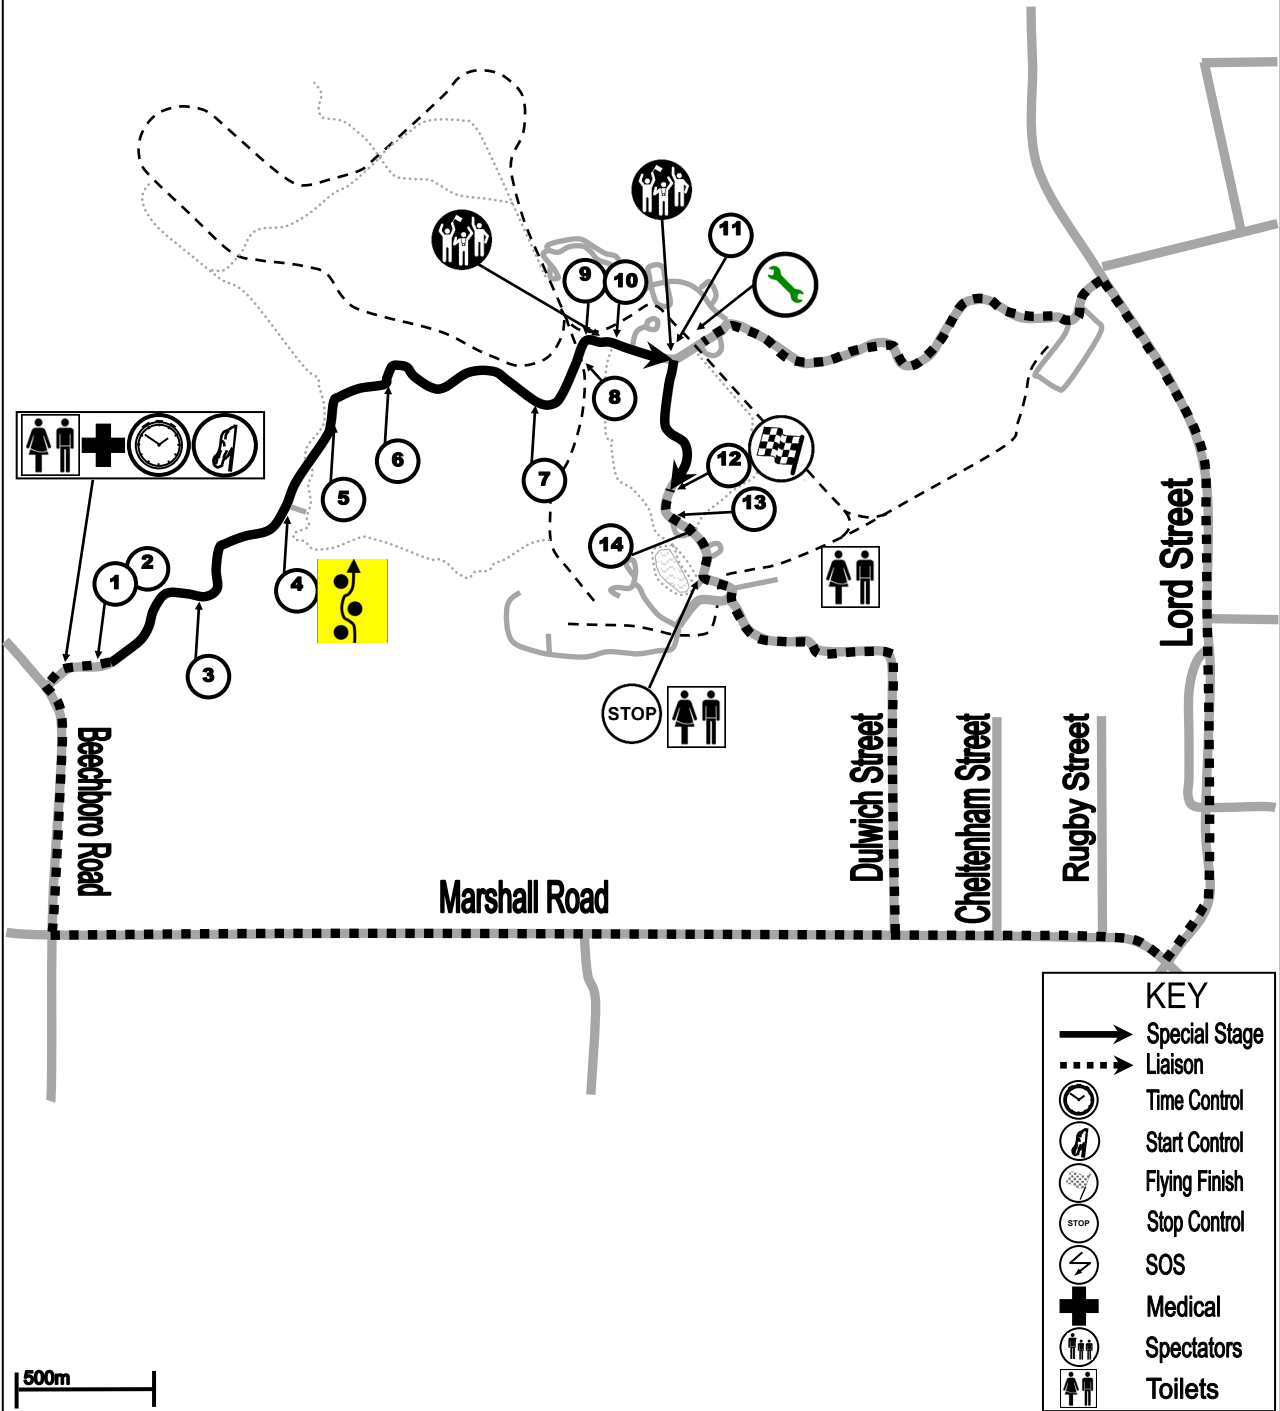 11
9
10
8
6
12
7
5
13
14
2
1
4
3
STOP
Lord Street
Beechboro Road
Dulwich Street
Cheltenham Street
Rugby Street
Marshall Road
KEY
Special Stage
Liaison
Time Control
Start Control
Flying Finish
STOP Stop Control
SOS
Medical
Spectators
Toilets
500m